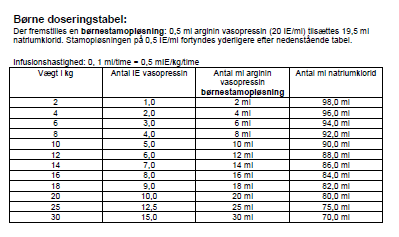 Børne doseringstabel:
Der fremstilles en børnestamopløsning: 0,5 ml arginin vasopressin (20 IE/ml) tilsættes 19,5 ml
natriumklorid. Stamopløsningen på 0,5 IE/ml fortyndes yderligere efter nedenstående tabel.
Infusionshastighed: 0, 1 ml/time = 0,5 mIE/kg/time
Vægt i kg Antal IE vasopressin Antal ml arginin vasopressin børnestamopløsning Antal ml natriumklorid
2 1,0 2 ml 98,0 ml
4 2,0 4 ml 96,0 ml
6 3,0 6 ml 94,0 ml
8 4,0 8 ml 92,0 ml
10 5,0 10 ml 90,0 ml
12 6,0 12 ml 88,0 ml
14 7,0 14 ml 86,0 ml
16 8,0 16 ml 84,0 ml
18 9,0 18 ml 82,0 ml
20 10,0 20 ml 80,0 ml
25 12,5 25 ml 75,0 ml
30 15,0 30 ml 70,0 ml